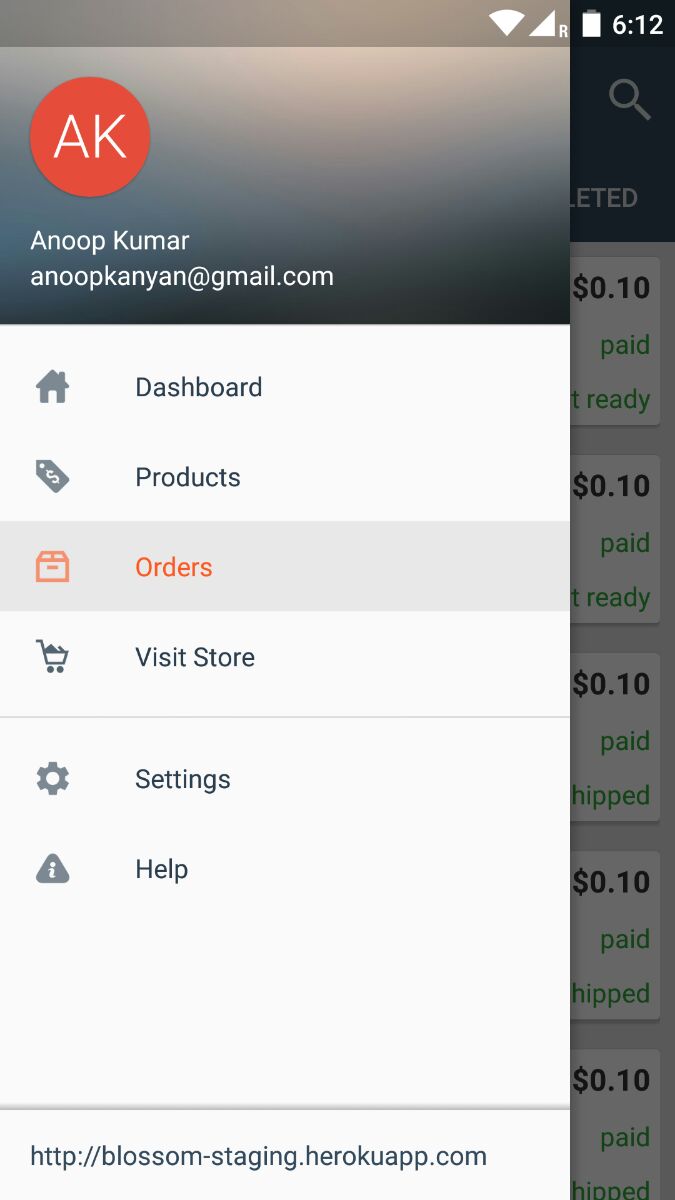 R 6:12
AK
Anoop Kumar
anoopkanyan@gmail.com
Dashboard
Products
Orders
Visit Store
Settings
Help
http://blossom-staging.herokuapp.com
LETED
$0.10
paid
t ready
$0.10
paid
t ready
$0.10
paid
hipped
$0.10
paid
hipped
$0.10
paid
hipped